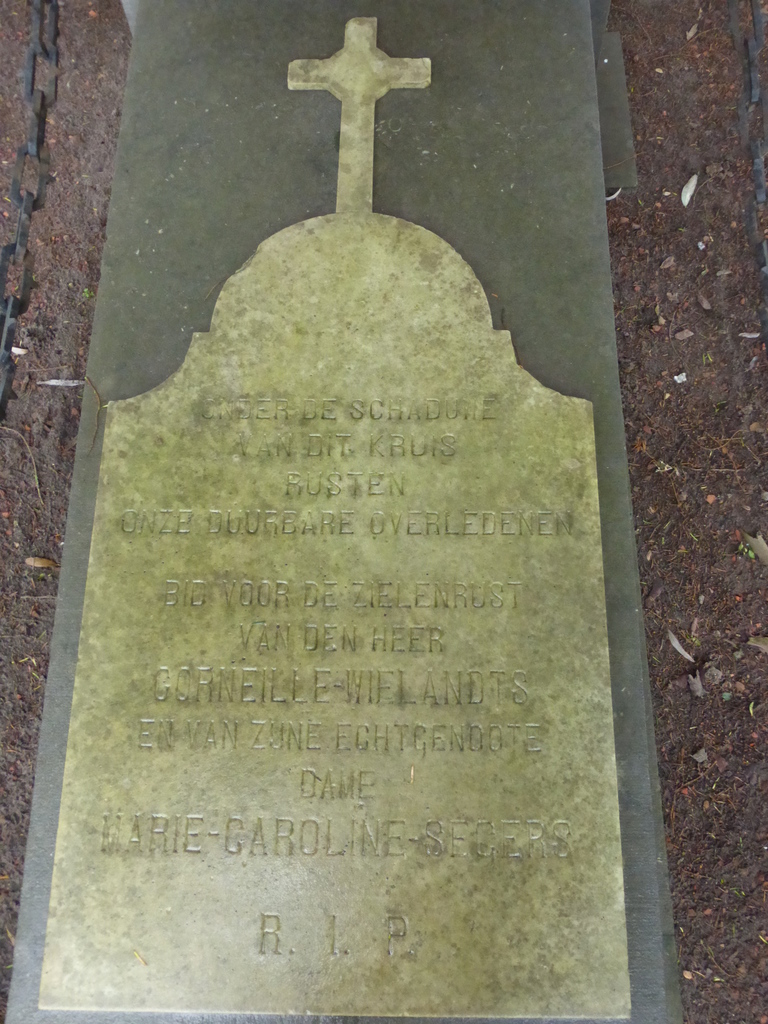 ONDER DE SCHADUWE
VAN DIT KRUIS
RUSTEN
ONZE DUURBARE OVERLEDENEN
BID VOOR DE ZIELENRUST
VAN DEN HEER
CORNEILLE-WIELANDTS
EN VAN ZIJNE ECHTGENOOTE
DAME
MARIE-CAROLINE-SEGERS
R. I. P.